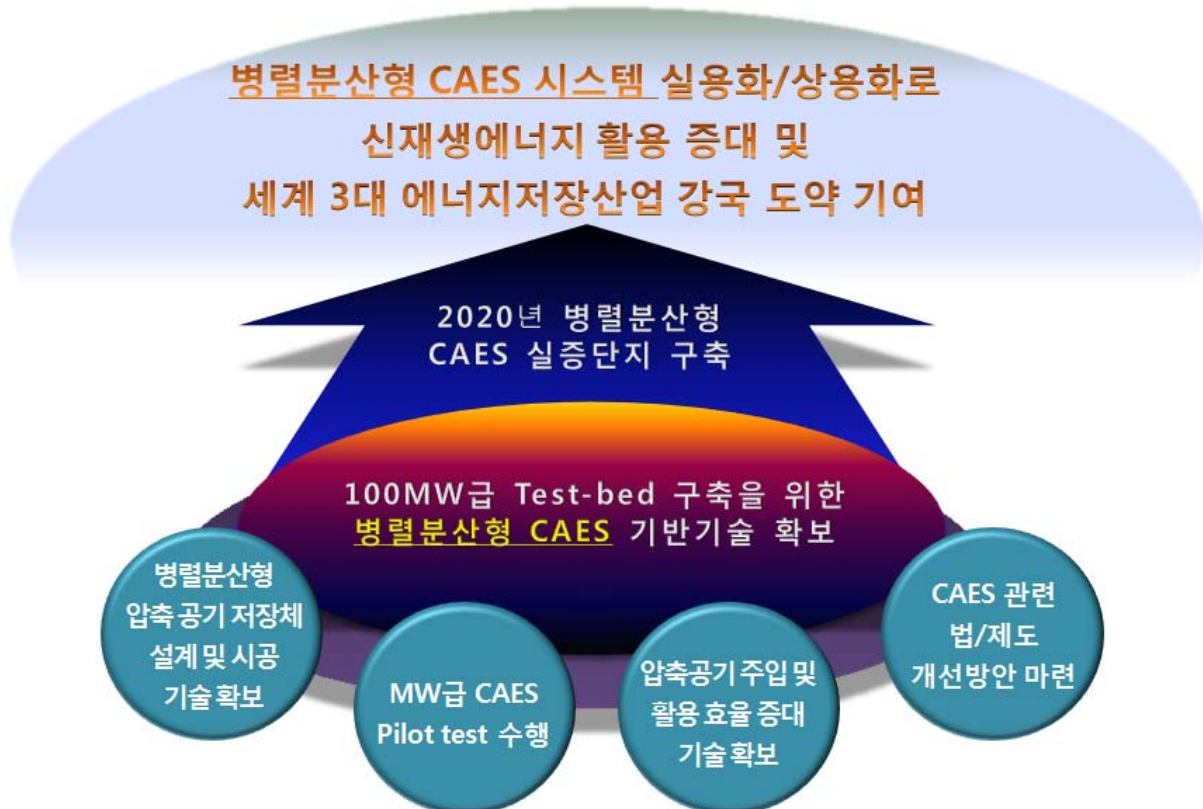 병렬분산형 CAES 시스템 실용화/상용화로
신재생에너지 활용 증대 및
세계 3대 에너지저장산업 강국 도약 기여
2020년 병렬분산형
CAES 실증단지 구축
100MW급 Test-bed 구축을 위한
병렬분산형 CAES 기반기술 확보
병렬분산형
압축 공기 저장체
설계 및 시공
기술 확보
MW급 CAES
Pilot test 수행
압축공기 주입 및
활용 효율 증대
기술 확보
CAES 관련
법/제도
개선방안 마련